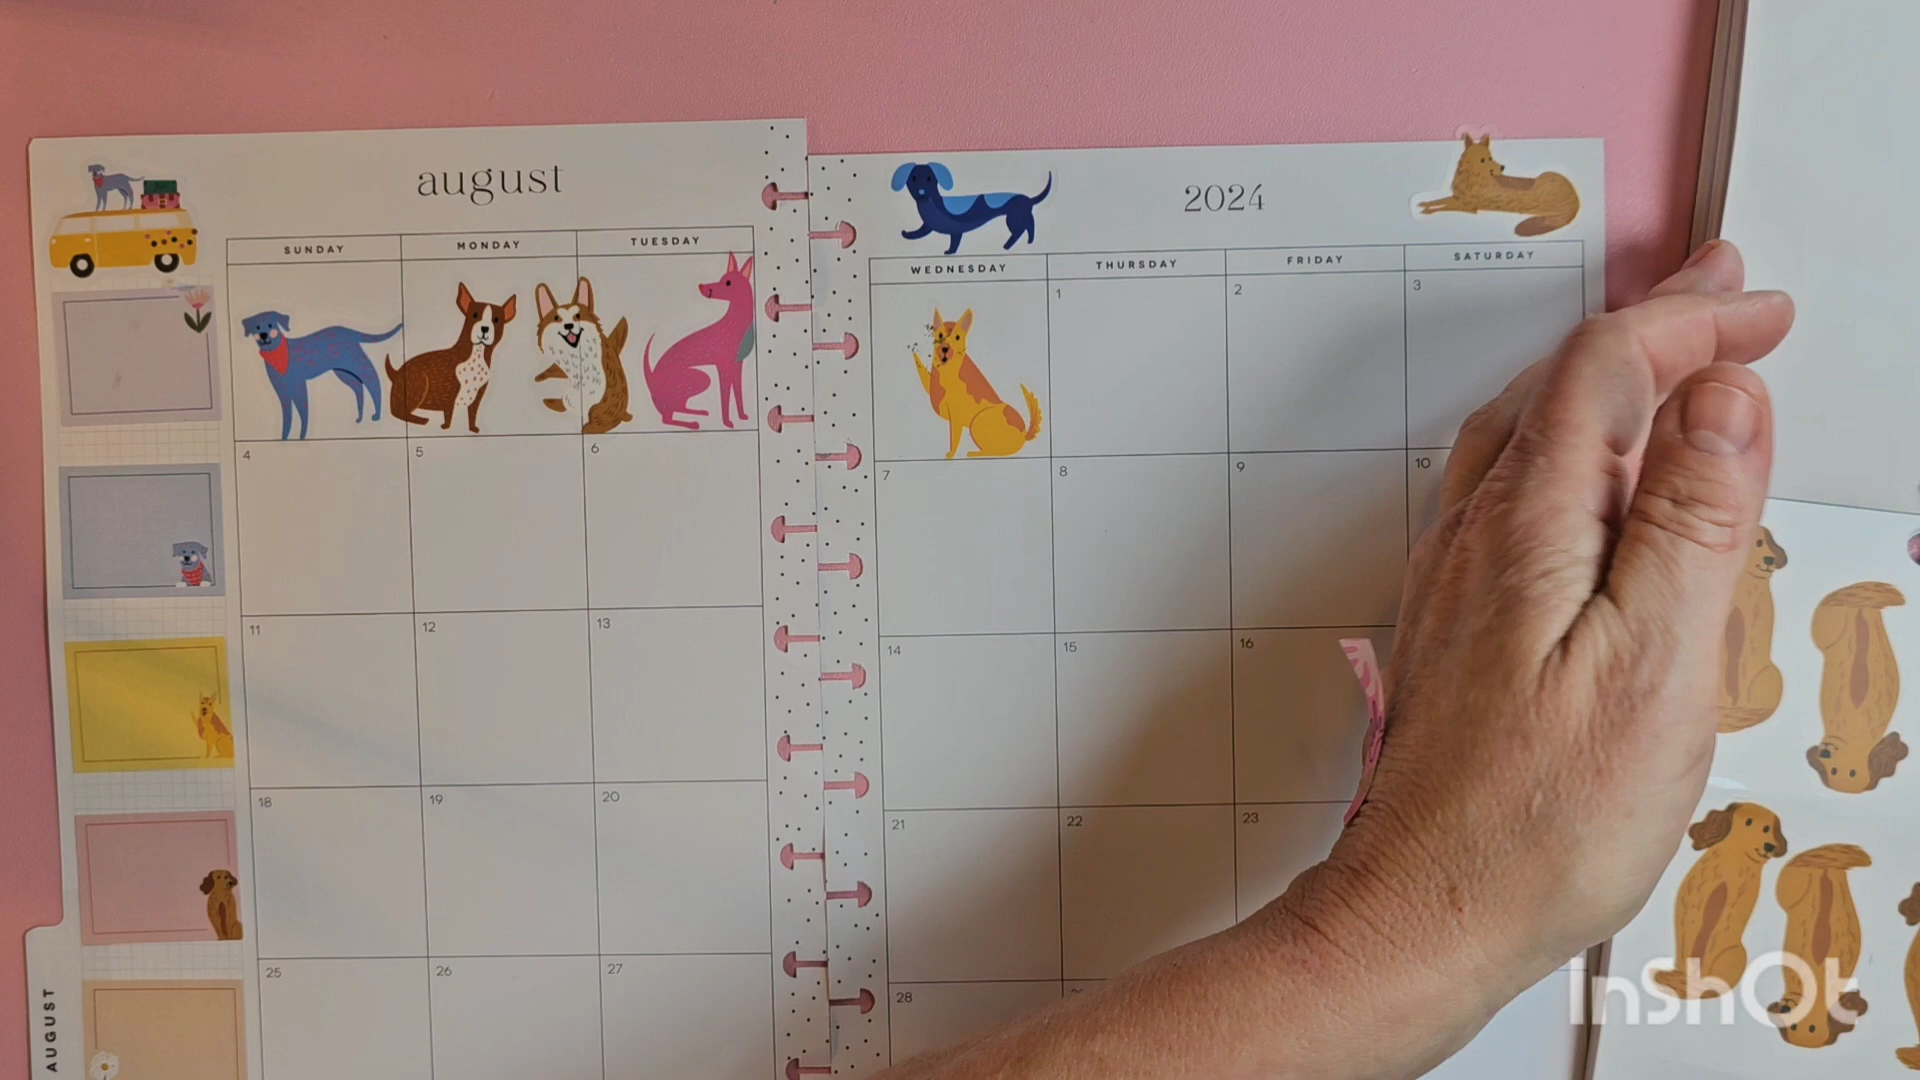 august
2024
SUNDAY MONDAY TUESDAY
WEDNESDAY THURSDAY FRIDAY SATURDAY
1 2 3
4 5 6
7 8 9 10
11 12 13
14 15 16
18 19 20
21 22 23
25 26 27
28
AUGUST
InShOt